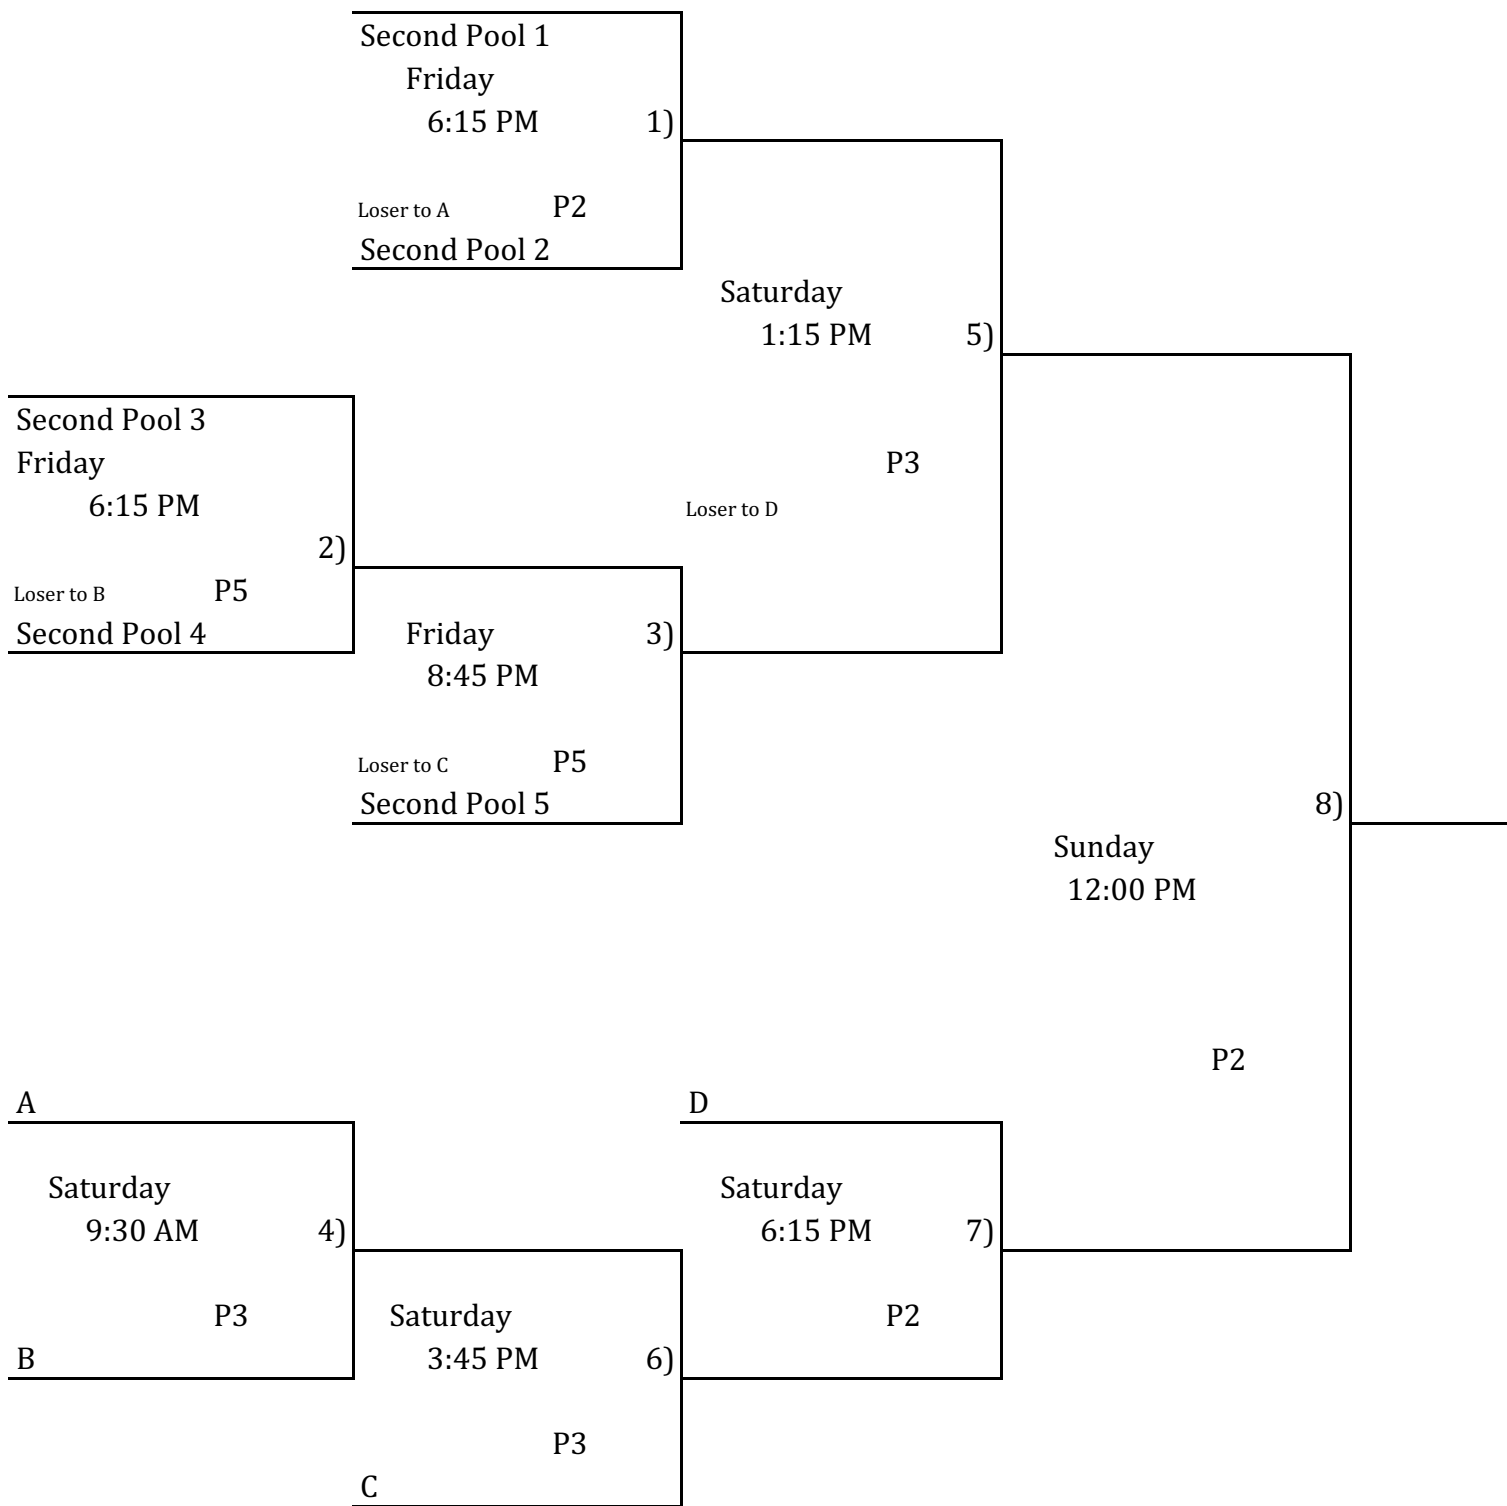 Second Pool 1
Friday
6:15 PM 1)
Loser to A P2
Second Pool 2
Saturday
1:15 PM 5)
Second Pool 3
Friday P3
6:15 PM Loser to D
2)
Loser to B P5
Second Pool 4 Friday 3)
8:45 PM
Loser to C P5
Second Pool 5 8)
Sunday
12:00 PM
P2
A D
Saturday Saturday
9:30 AM 4) 6:15 PM 7)
P3 Saturday P2
B 3:45 PM 6)
P3
C